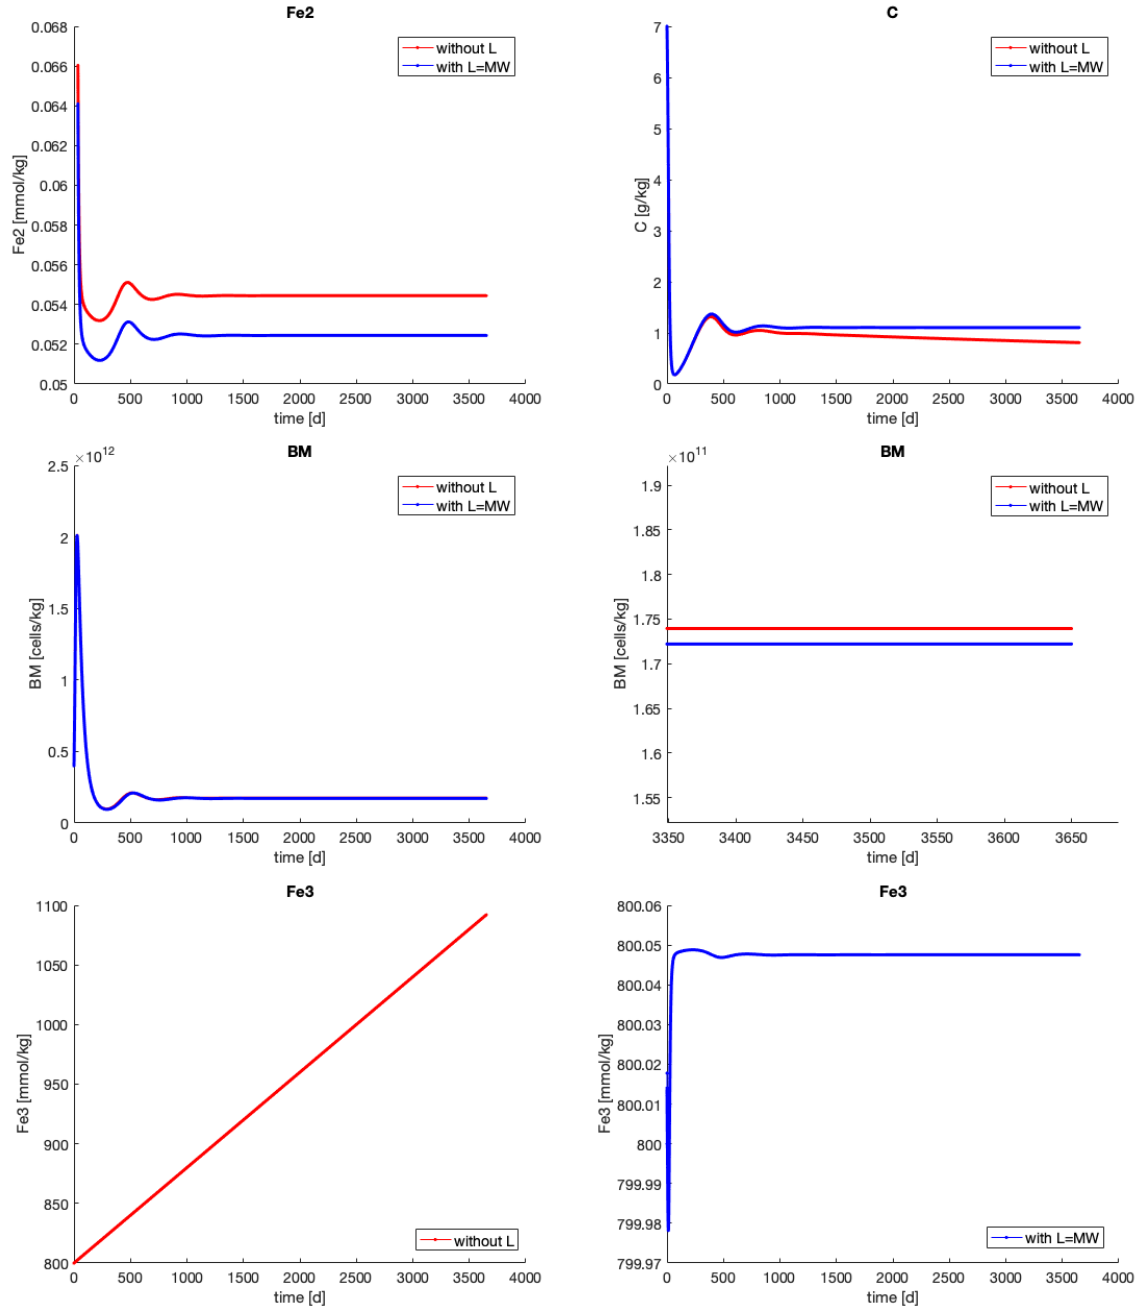 Fe2
0.068
0.066
0.064
0.062
0.06
0.058
0.056
0.054
0.052
0.05
Fe2 [mmol/kg]
0 500 1000 1500 2000 2500 3000 3500 4000
time [d]
without L
with L=MW
C
7
6
5
4
3
2
1
0
C [g/kg]
0 500 1000 1500 2000 2500 3000 3500 4000
time [d]
without L
with L=MW
BM
×10^12
2.5
2
1.5
1
0.5
0
BM [cells/kg]
0 500 1000 1500 2000 2500 3000 3500 4000
time [d]
without L
with L=MW
BM
×10^11
1.9
1.85
1.8
1.75
1.7
1.65
1.6
1.55
BM [cells/kg]
3350 3400 3450 3500 3550 3600 3650
time [d]
without L
with L=MW
Fe3
1100
1050
1000
950
900
850
800
Fe3 [mmol/kg]
0 500 1000 1500 2000 2500 3000 3500 4000
time [d]
without L
Fe3
800.06
800.05
800.04
800.03
800.02
800.01
800
799.99
799.98
799.97
Fe3 [mmol/kg]
0 500 1000 1500 2000 2500 3000 3500 4000
time [d]
with L=MW